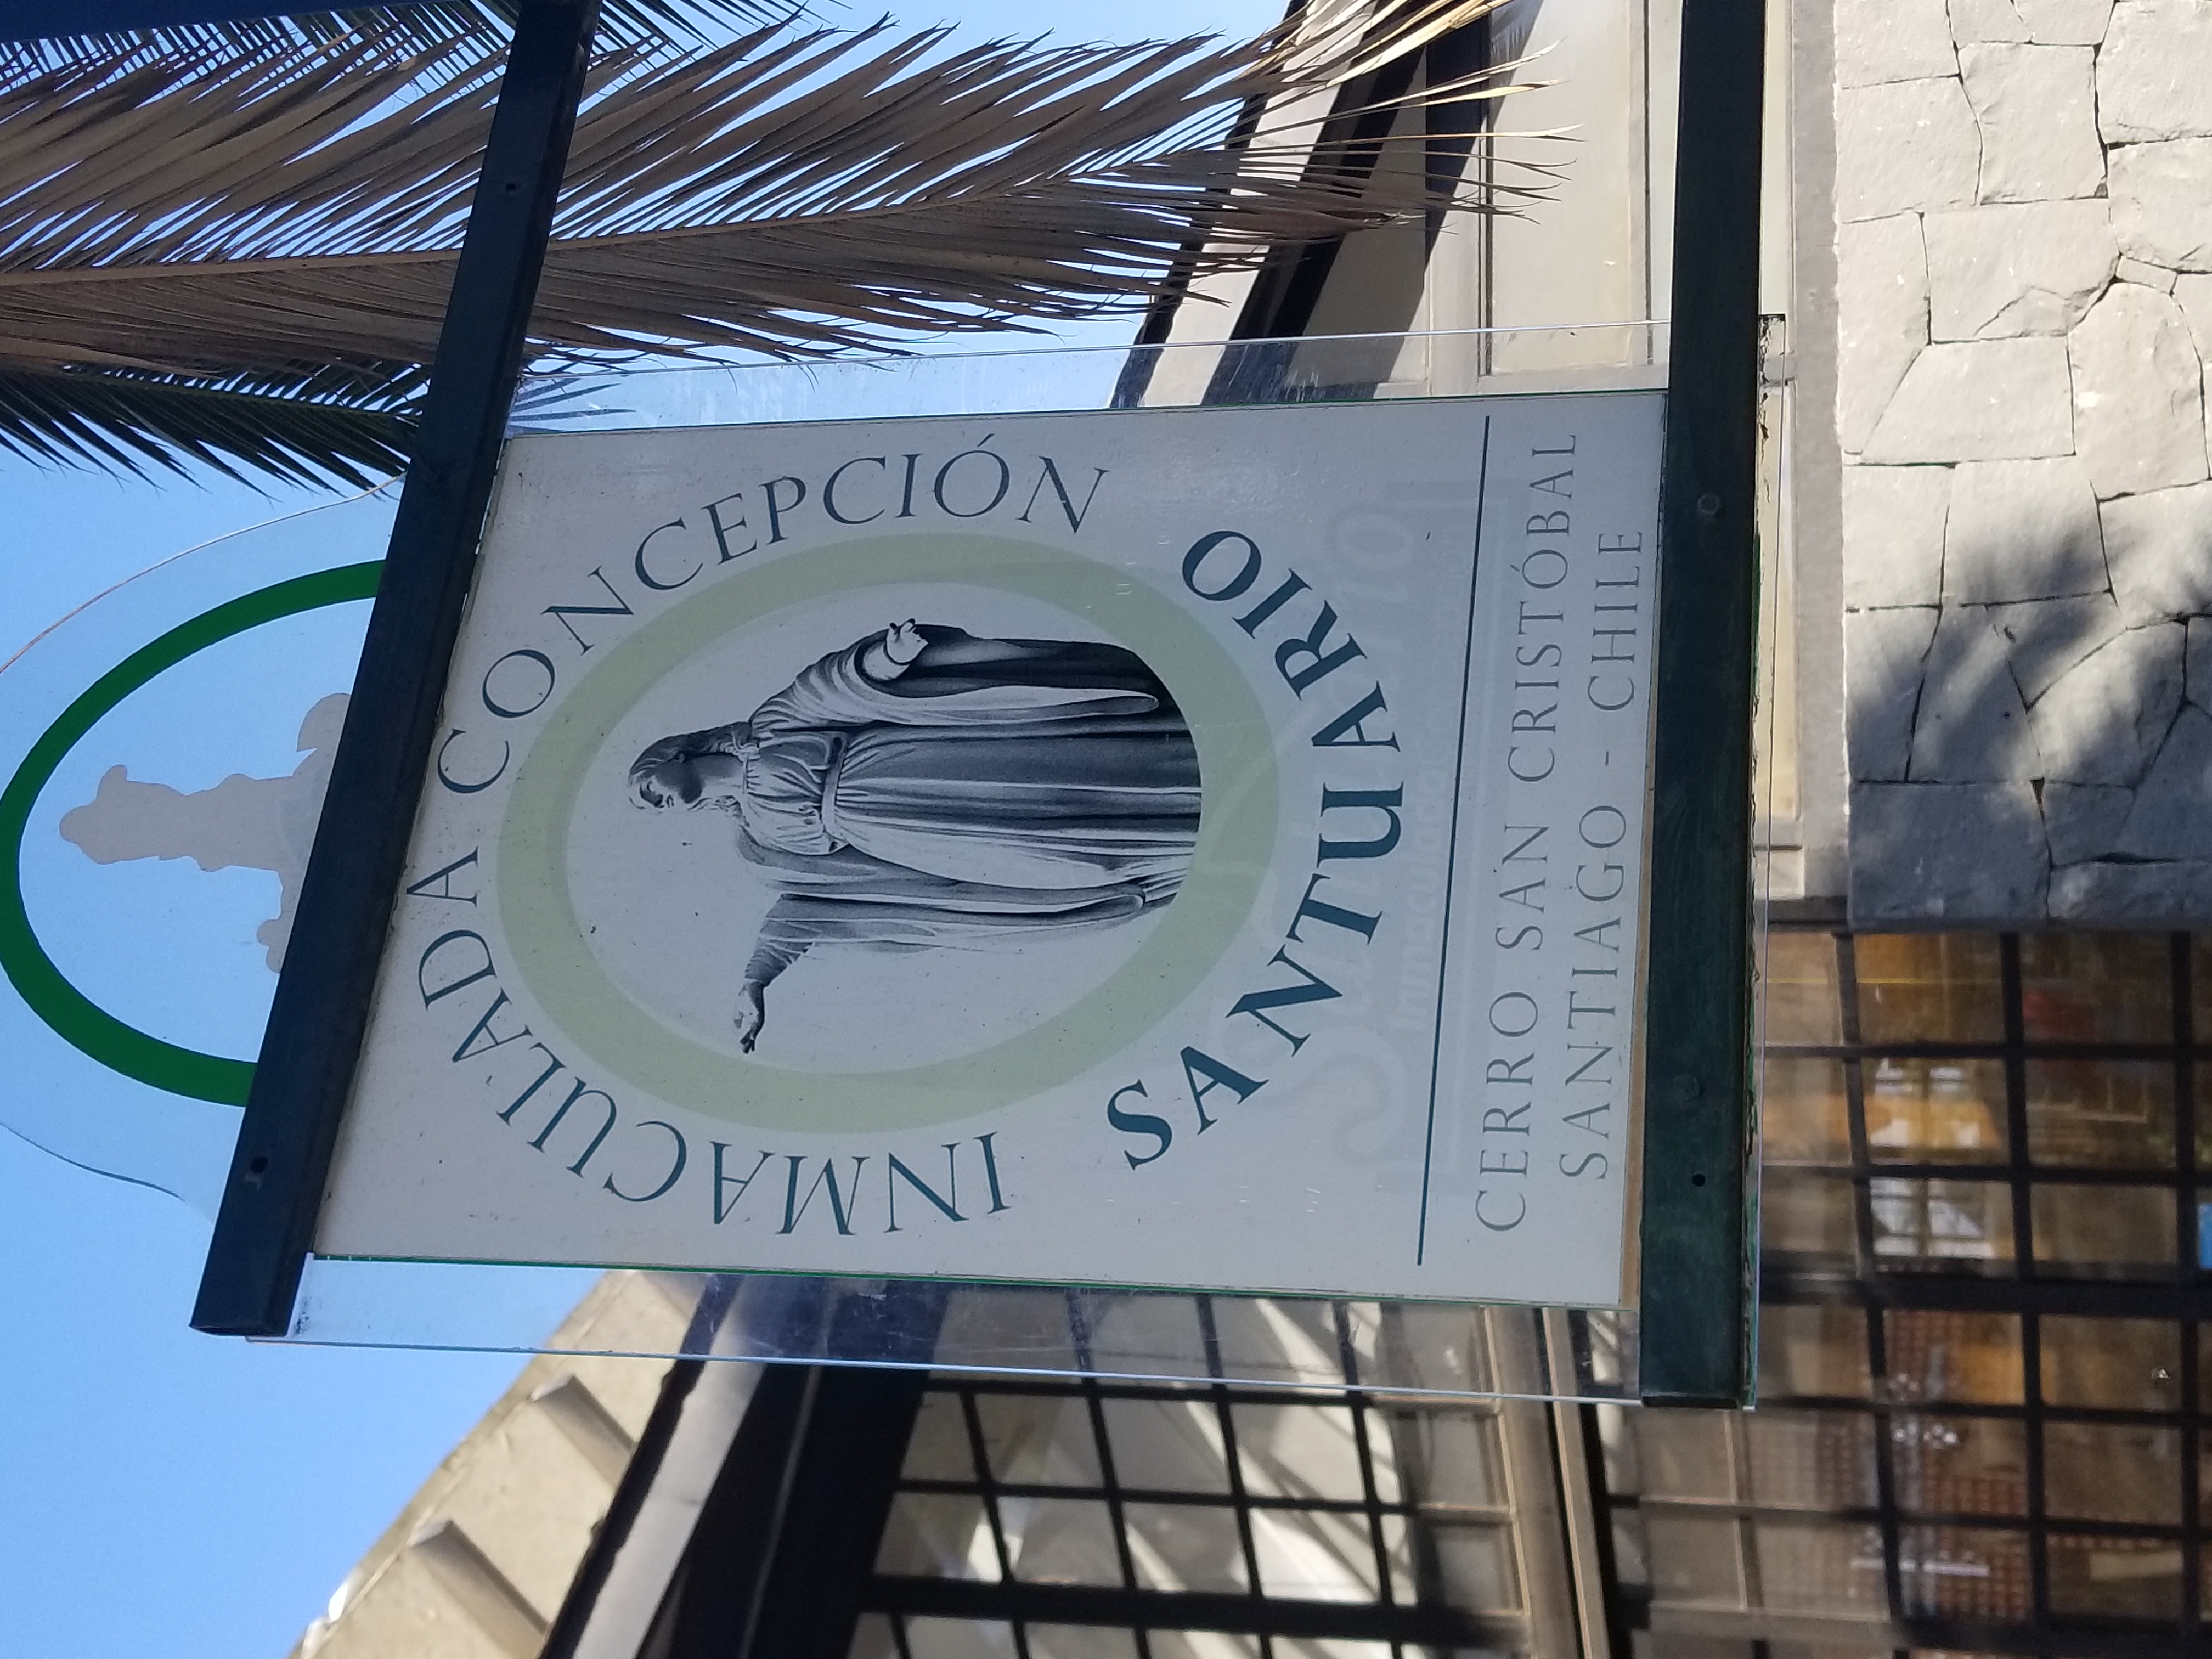 INMACULADA CONCEPCIÓN
SANTUARIO
CERRO SAN CRISTÓBAL
SANTIAGO - CHILE